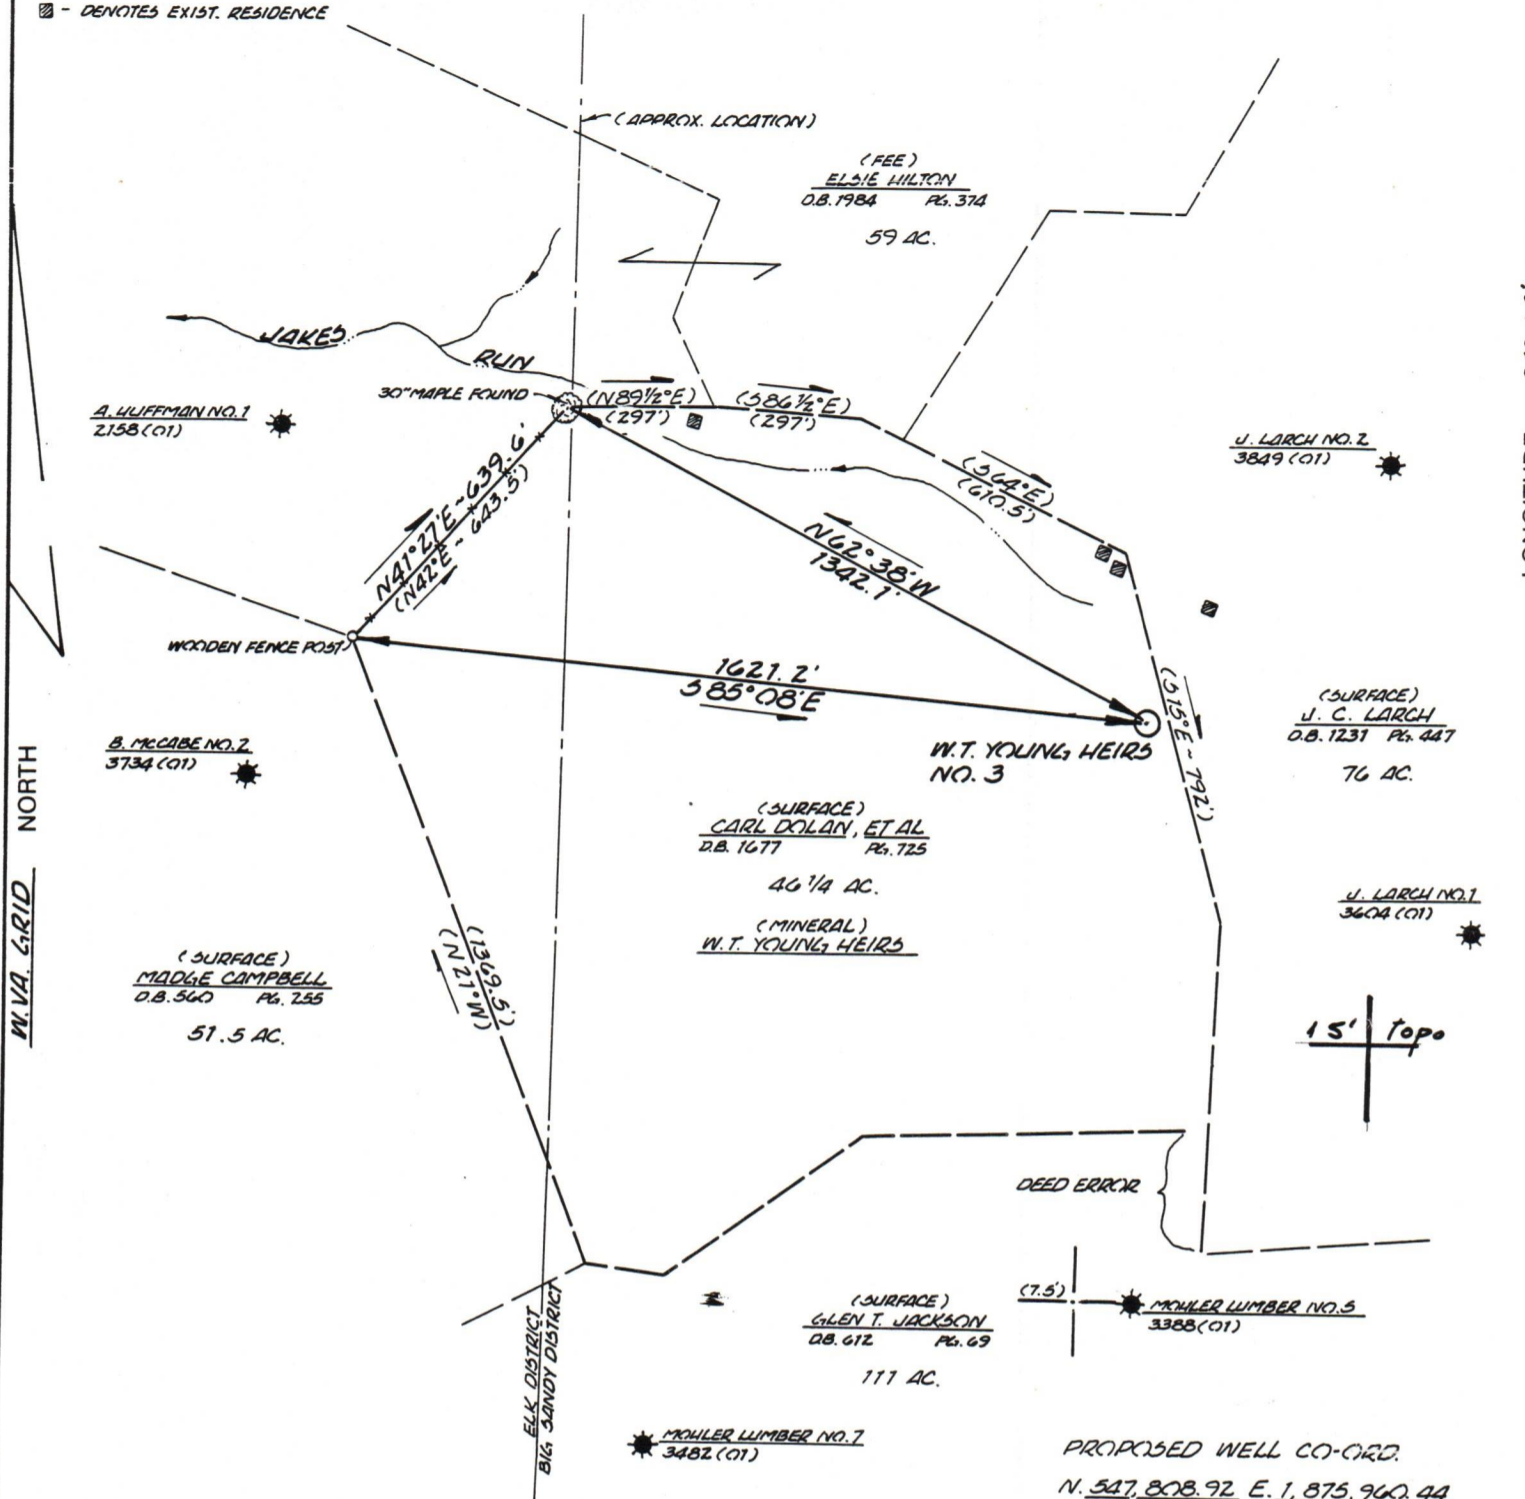 - DENOTES EXIST. RESIDENCE
(APPROX. LOCATION)
(FEE)
ELSIE HILTON
D.B. 1984 PG. 374
59 AC.
JAKES
RUN
30" MAPLE FOUND
(N89½°E)
(297')
(S86½°E)
(297')
A. HUFFMAN NO. 1
2158 (01)
J. LARCH NO. 2
3849 (01)
(S64°E)
(610.5')
N41°27'E ~ 639.6'
(N42°E ~ 643.5')
N62°38'W
1342.1'
WOODEN FENCE POST
1621.2'
S85°08'E
(S15°E ~ 792')
(SURFACE)
J. C. LARCH
D.B. 1231 PG. 447
76 AC.
W.T. YOUNG HEIRS
NO. 3
B. MCCABE NO. 2
3734 (01)
(SURFACE)
CARL DOLAN, ET AL
D.B. 1677 PG. 725
46 1/4 AC.
(MINERAL)
W.T. YOUNG HEIRS
J. LARCH NO. 1
3604 (01)
W.VA. GRID NORTH
(SURFACE)
MADGE CAMPBELL
D.B. 560 PG. 255
51.5 AC.
(1369.5')
(N21°W)
15' Topo
DEED ERROR
(7.5')
MOHLER LUMBER NO. 5
3388 (01)
(SURFACE)
GLEN T. JACKSON
D.B. 612 PG. 69
111 AC.
ELK DISTRICT
BIG SANDY DISTRICT
MOHLER LUMBER NO. 7
3482 (01)
PROPOSED WELL CO-ORD.
N. 547,808.92 E. 1,875,960.44